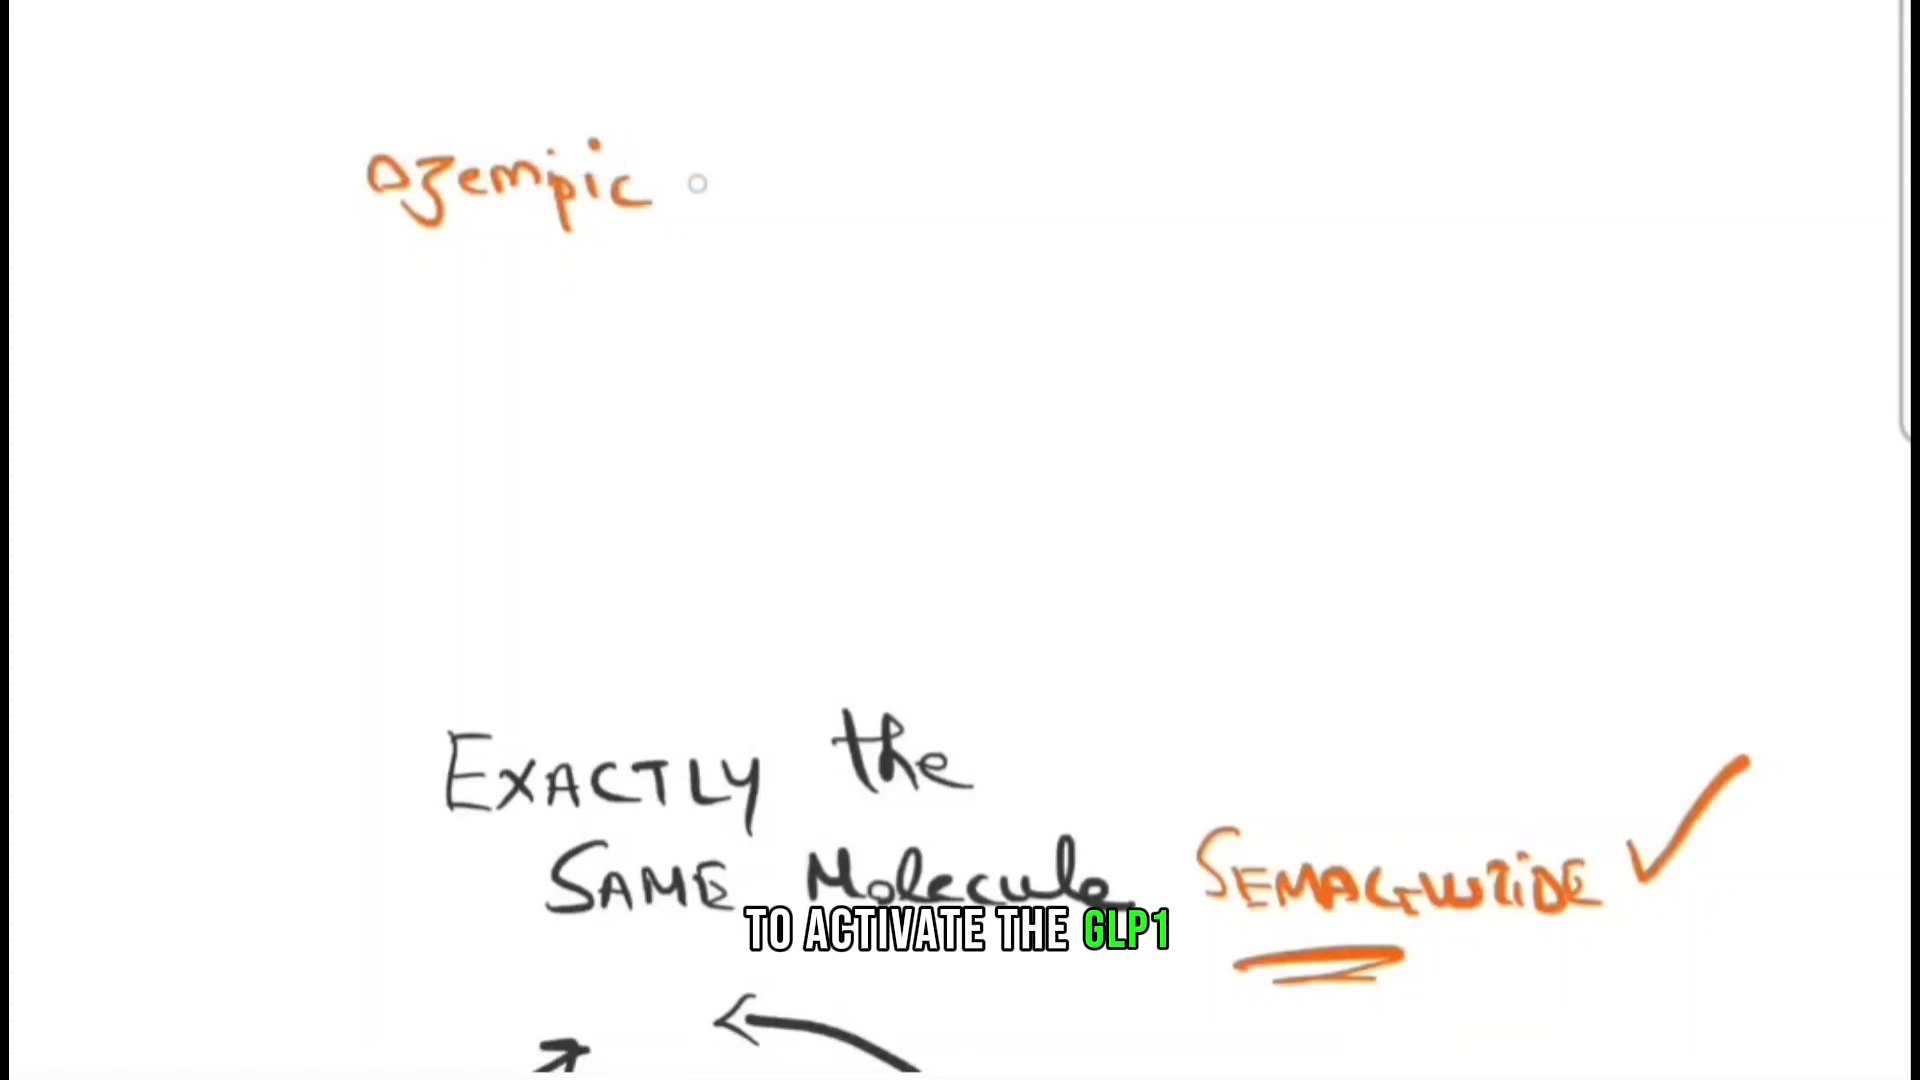 Ozempic
EXACTLY the
SAME Molecule SEMAGLUTIDE
TO ACTIVATE THE GLP1